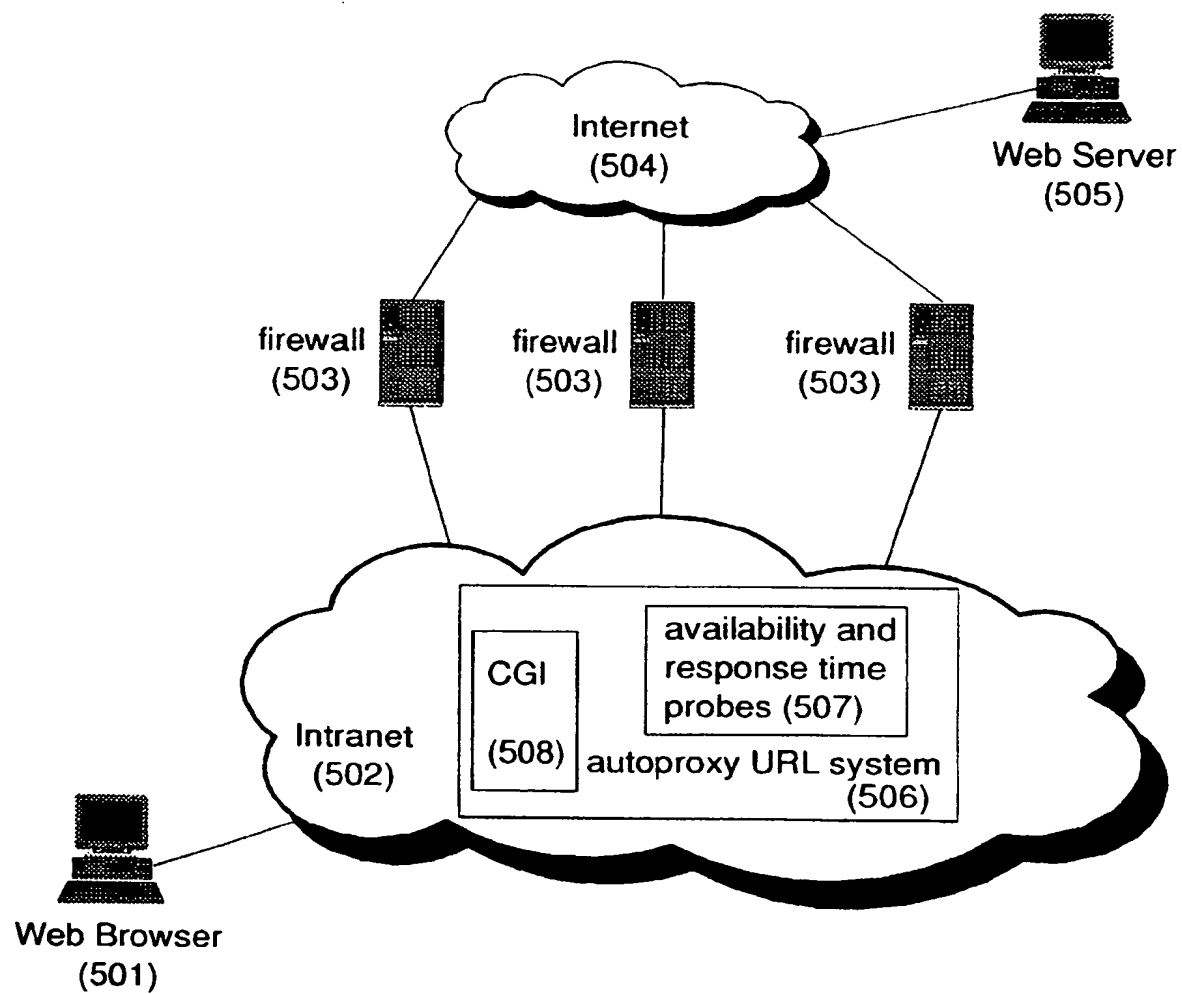 Internet
(504)
Web Server
(505)
firewall
(503)
firewall
(503)
firewall
(503)
availability and
response time
probes (507)
CGI
(508)
autoproxy URL system
(506)
Intranet
(502)
Web Browser
(501)